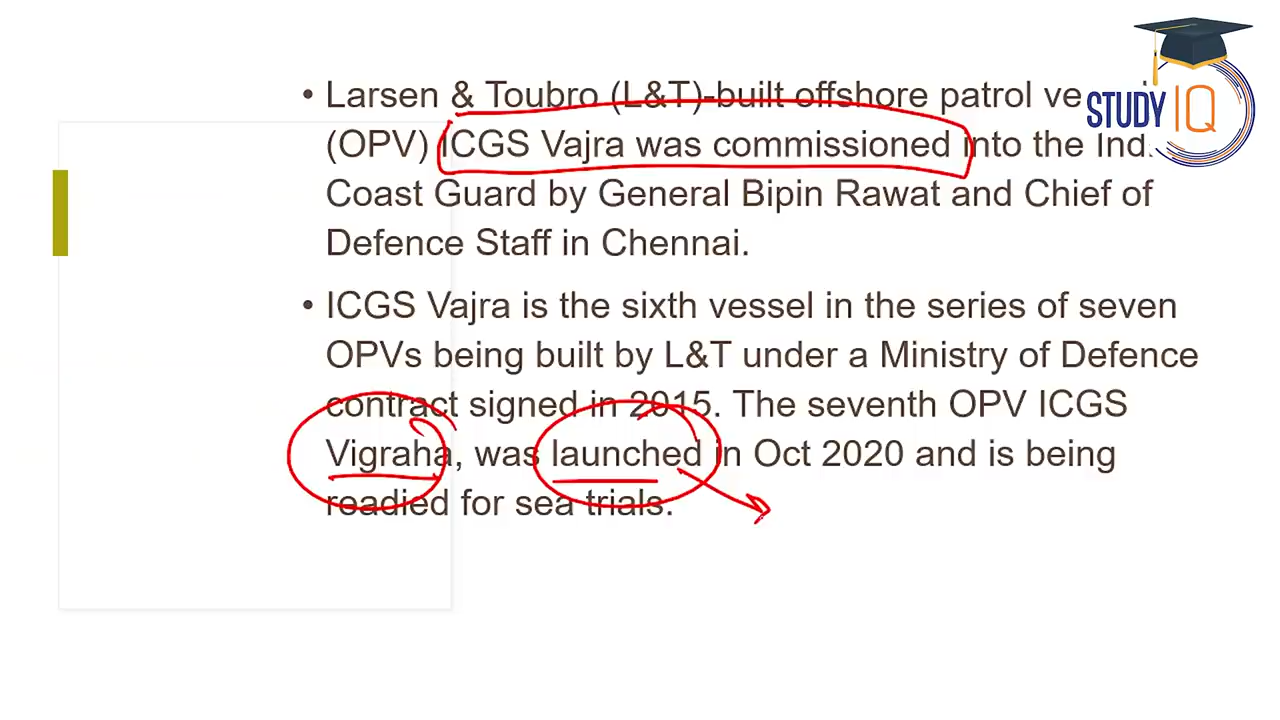 • Larsen & Toubro (L&T)-built offshore patrol
(OPV) ICGS Vajra was commissioned into the
Coast Guard by General Bipin Rawat and Chief of
Defence Staff in Chennai.
• ICGS Vajra is the sixth vessel in the series of seven
OPVs being built by L&T under a Ministry of Defence
contract signed in 2015. The seventh OPV ICGS
Vigraha, was launched in Oct 2020 and is being
readied for sea trials.
STUDY IQ